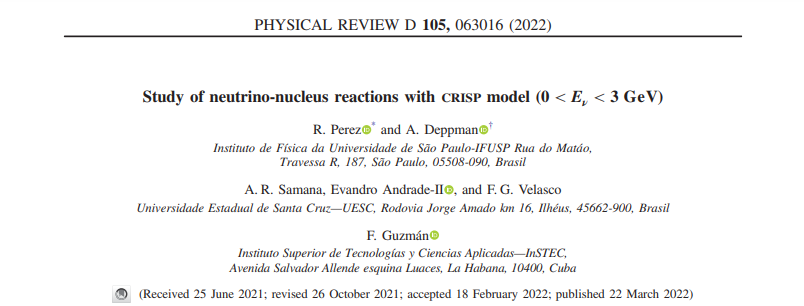 PHYSICAL REVIEW D 105, 063016 (2022)
Study of neutrino-nucleus reactions with CRISP model (0 < Eν < 3 GeV)
R. Perez* and A. Deppman†
Instituto de Física da Universidade de São Paulo-IFUSP Rua do Matáo,
Travessa R, 187, São Paulo, 05508-090, Brasil
A. R. Samana, Evandro Andrade-II, and F. G. Velasco
Universidade Estadual de Santa Cruz—UESC, Rodovia Jorge Amado km 16, Ilhéus, 45662-900, Brasil
F. Guzmán
Instituto Superior de Tecnologías y Ciencias Aplicadas—InSTEC,
Avenida Salvador Allende esquina Luaces, La Habana, 10400, Cuba
(Received 25 June 2021; revised 26 October 2021; accepted 18 February 2022; published 22 March 2022)